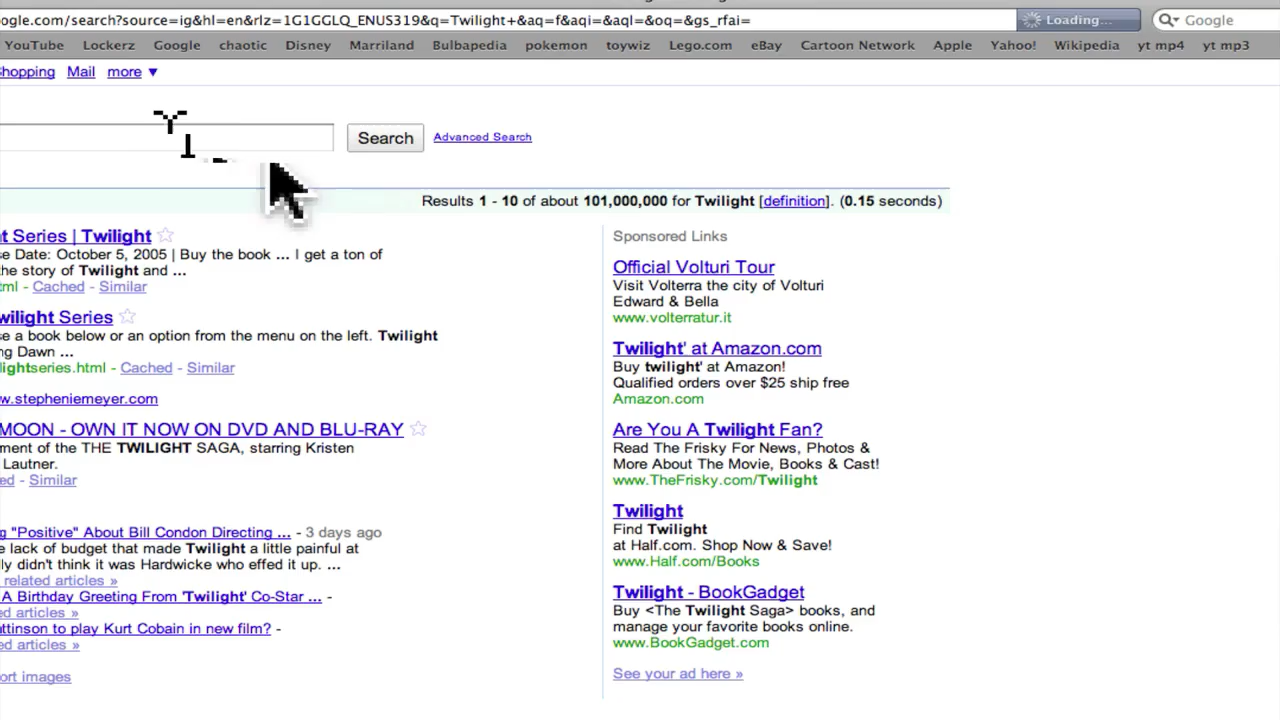 ogle.com/search?source=ig&hl=en&rlz=1G1GGLQ_ENUS319&q=Twilight+&aq=f&aqi=&aql=&oq=&gs_rfai= Loading... Google
YouTube Lockerz Google chaotic Disney Marriland Bulbapedia pokemon toywiz Lego.com eBay Cartoon Network Apple Yahoo! Wikipedia yt mp4 yt mp3
hopping Mail more ▼
Search Advanced Search
Results 1 - 10 of about 101,000,000 for Twilight [definition]. (0.15 seconds)
t Series | Twilight
se Date: October 5, 2005 | Buy the book ... I get a ton of
the story of Twilight and ...
tml - Cached - Similar
wilight Series
se a book below or an option from the menu on the left. Twilight
ng Dawn ...
lightseries.html - Cached - Similar
w.stepheniemeyer.com
MOON - OWN IT NOW ON DVD AND BLU-RAY
ment of the THE TWILIGHT SAGA, starring Kristen
Lautner.
ed - Similar
g "Positive" About Bill Condon Directing ... - 3 days ago
e lack of budget that made Twilight a little painful at
lly didn't think it was Hardwicke who effed it up. ...
related articles »
A Birthday Greeting From 'Twilight' Co-Star ... -
ed articles »
attinson to play Kurt Cobain in new film? -
ed articles »
ort images
Sponsored Links
Official Volturi Tour
Visit Volterra the city of Volturi
Edward & Bella
www.volterratur.it
Twilight' at Amazon.com
Buy twilight' at Amazon!
Qualified orders over $25 ship free
Amazon.com
Are You A Twilight Fan?
Read The Frisky For News, Photos &
More About The Movie, Books & Cast!
www.TheFrisky.com/Twilight
Twilight
Find Twilight
at Half.com. Shop Now & Save!
www.Half.com/Books
Twilight - BookGadget
Buy <The Twilight Saga> books, and
manage your favorite books online.
www.BookGadget.com
See your ad here »